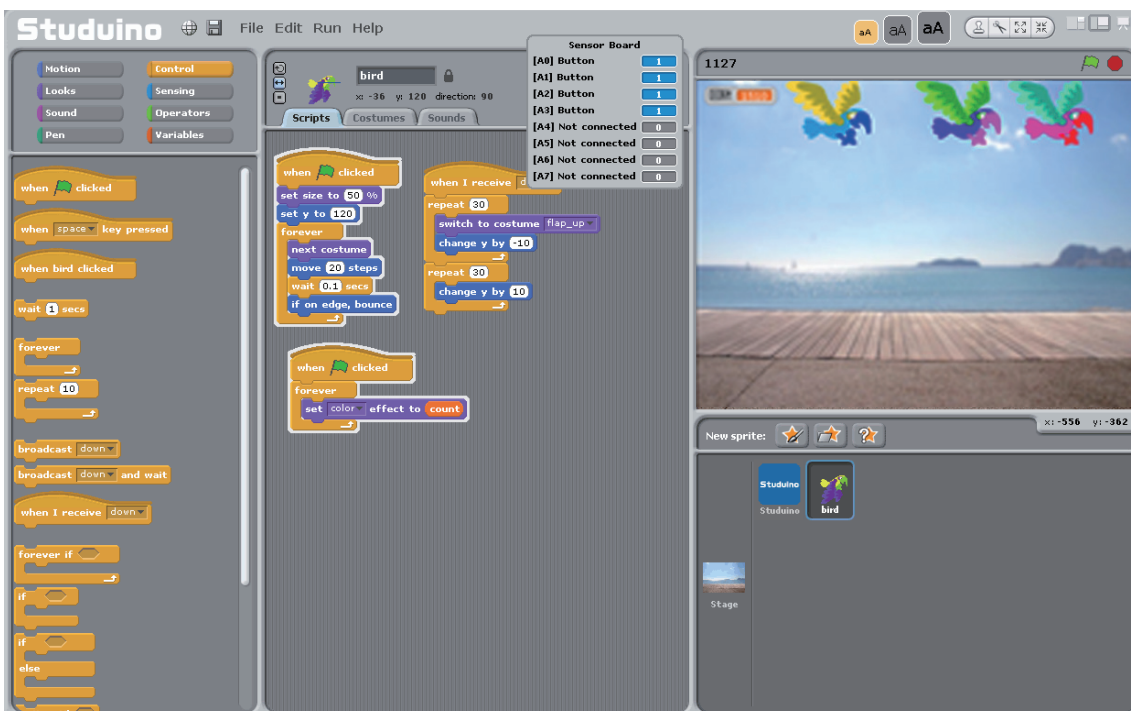 Studuino
File Edit Run Help
aA aA aA
Motion Control
Looks Sensing
Sound Operators
Pen Variables
when clicked
when space key pressed
when bird clicked
wait 1 secs
forever
repeat 10
broadcast down
broadcast down and wait
when I receive down
forever if
if
if
else
bird
x: -36 y: 120 direction: 90
Scripts Costumes Sounds
when clicked
set size to 50 %
set y to 120
forever
next costume
move 20 steps
wait 0.1 secs
if on edge, bounce
when clicked
forever
set color effect to count
when I receive d
repeat 30
switch to costume flap_up
change y by -10
repeat 30
change y by 10
Sensor Board
[A0] Button 1
[A1] Button 1
[A2] Button 1
[A3] Button 1
[A4] Not connected 0
[A5] Not connected 0
[A6] Not connected 0
[A7] Not connected 0
1127
x: -556 y: -362
New sprite:
Studuino
Studuino bird
Stage